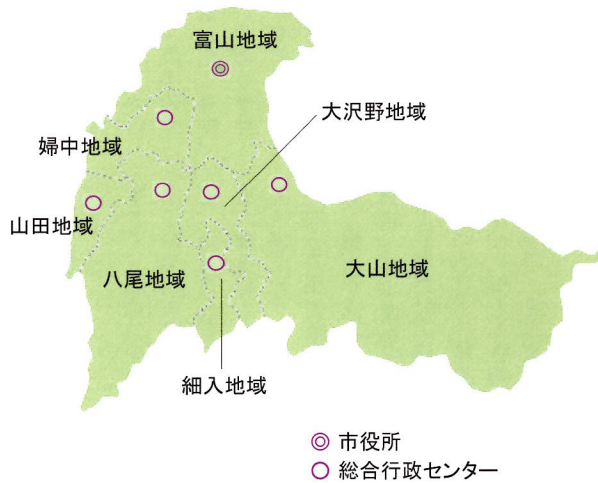 富山地域
大沢野地域
婦中地域
山田地域
八尾地域
大山地域
細入地域
市役所
総合行政センター